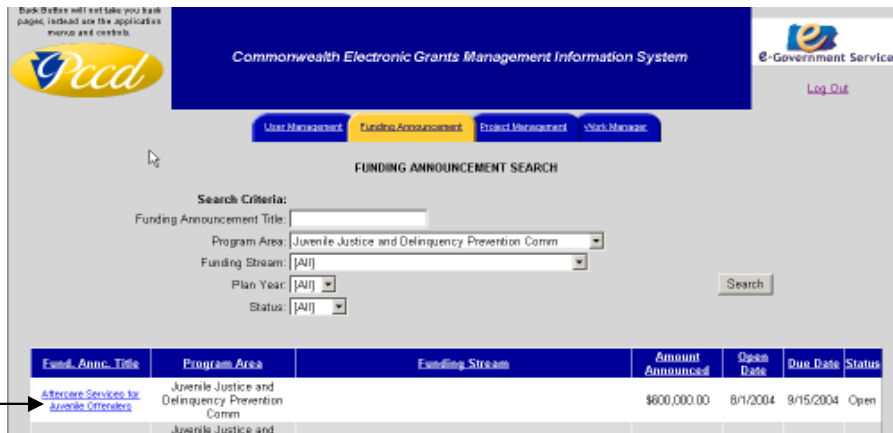 Back Button will not take you back
pages, instead use the application
menus and controls.
Pccd
Commonwealth Electronic Grants Management Information System
e-Government Service
Log Out
User Management Funding Announcement Project Management Work Manager
FUNDING ANNOUNCEMENT SEARCH
Search Criteria:
Funding Announcement Title:
Program Area: Juvenile Justice and Delinquency Prevention Comm
Funding Stream: [All]
Plan Year: [All]
Search
Status: [All]
Fund. Annc. Title Program Area Funding Stream Amount Announced Open Date Due Date Status
Aftercare Services for Juvenile Offenders
Juvenile Justice and
Delinquency Prevention
Comm
$600,000.00 8/1/2004 9/15/2004 Open
Juvenile Justice and